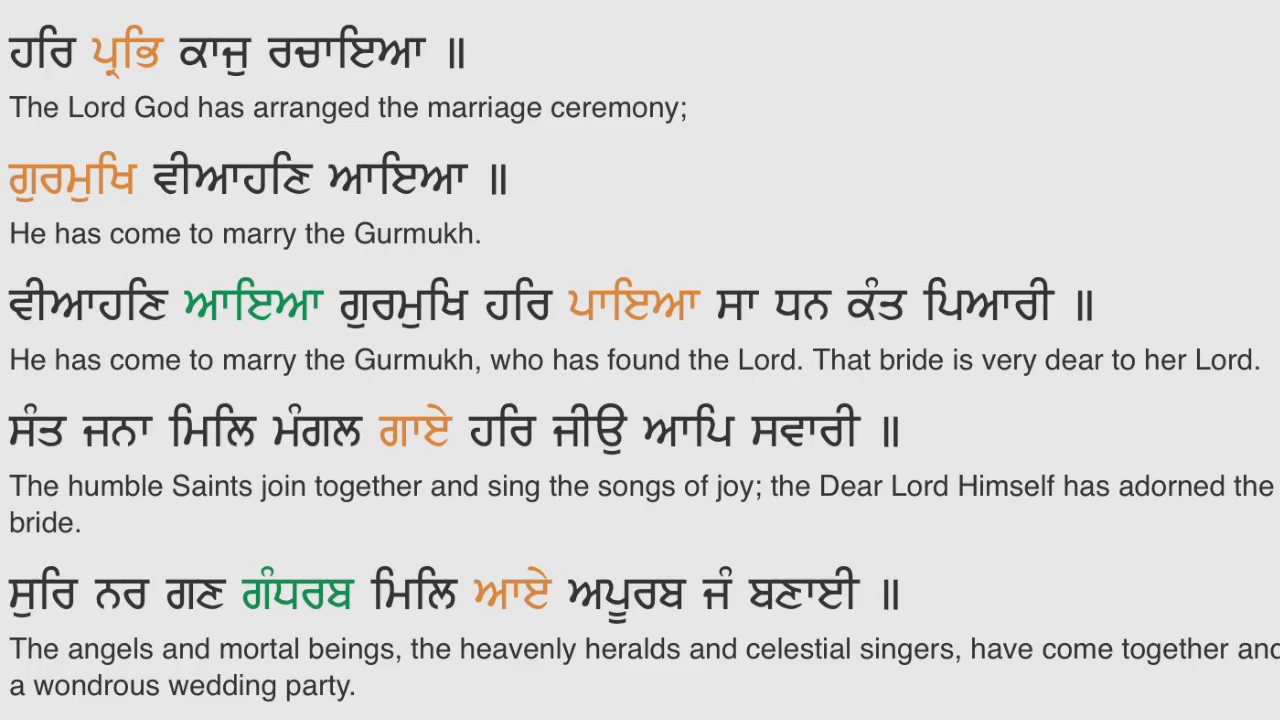 ਹਰਿ ਪ੍ਰਭਿ ਕਾਜੁ ਰਚਾਇਆ ॥
The Lord God has arranged the marriage ceremony;
ਗੁਰਮੁਖਿ ਵੀਆਹਣਿ ਆਇਆ ॥
He has come to marry the Gurmukh.
ਵੀਆਹਣਿ ਆਇਆ ਗੁਰਮੁਖਿ ਹਰਿ ਪਾਇਆ ਸਾ ਧਨ ਕੰਤ ਪਿਆਰੀ ॥
He has come to marry the Gurmukh, who has found the Lord. That bride is very dear to her Lord.
ਸੰਤ ਜਨਾ ਮਿਲਿ ਮੰਗਲ ਗਾਏ ਹਰਿ ਜੀਉ ਆਪਿ ਸਵਾਰੀ ॥
The humble Saints join together and sing the songs of joy; the Dear Lord Himself has adorned the
bride.
ਸੁਰਿ ਨਰ ਗਣ ਗੰਧਰਬ ਮਿਲਿ ਆਏ ਅਪੂਰਬ ਜੰ ਬਣਾਈ ॥
The angels and mortal beings, the heavenly heralds and celestial singers, have come together and
a wondrous wedding party.